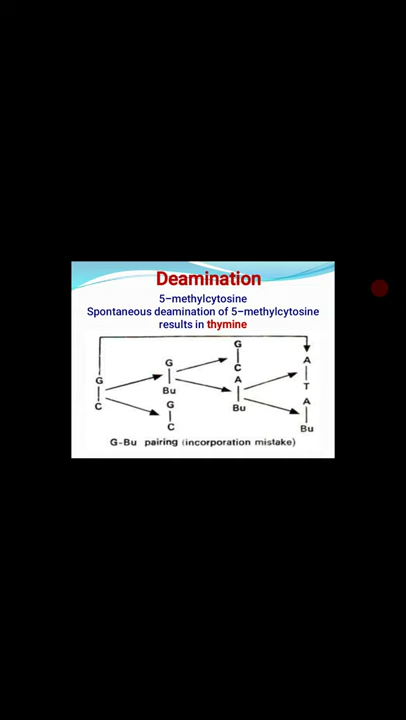 Deamination
5-methylcytosine
Spontaneous deamination of 5-methylcytosine
results in thymine
G
G
A
G
C
G
Bu
A
T
C
G
Bu
A
C
Bu
G-Bu pairing (incorporation mistake)